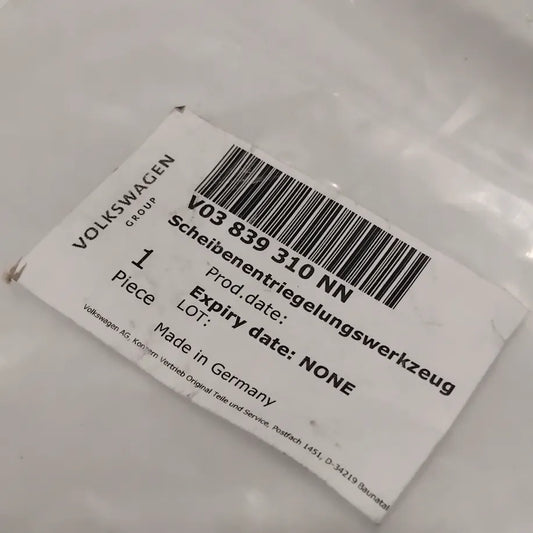 VOLKSWAGEN
GROUP
V03 839 310 NN
Scheibenentriegelungswerkzeug
1
Piece
Prod.date:
Expiry date: NONE
LOT:
Made in Germany
Volkswagen AG, Konzern Vertrieb Original Teile und Service, Postfach 1451, D-34219 Baunatal